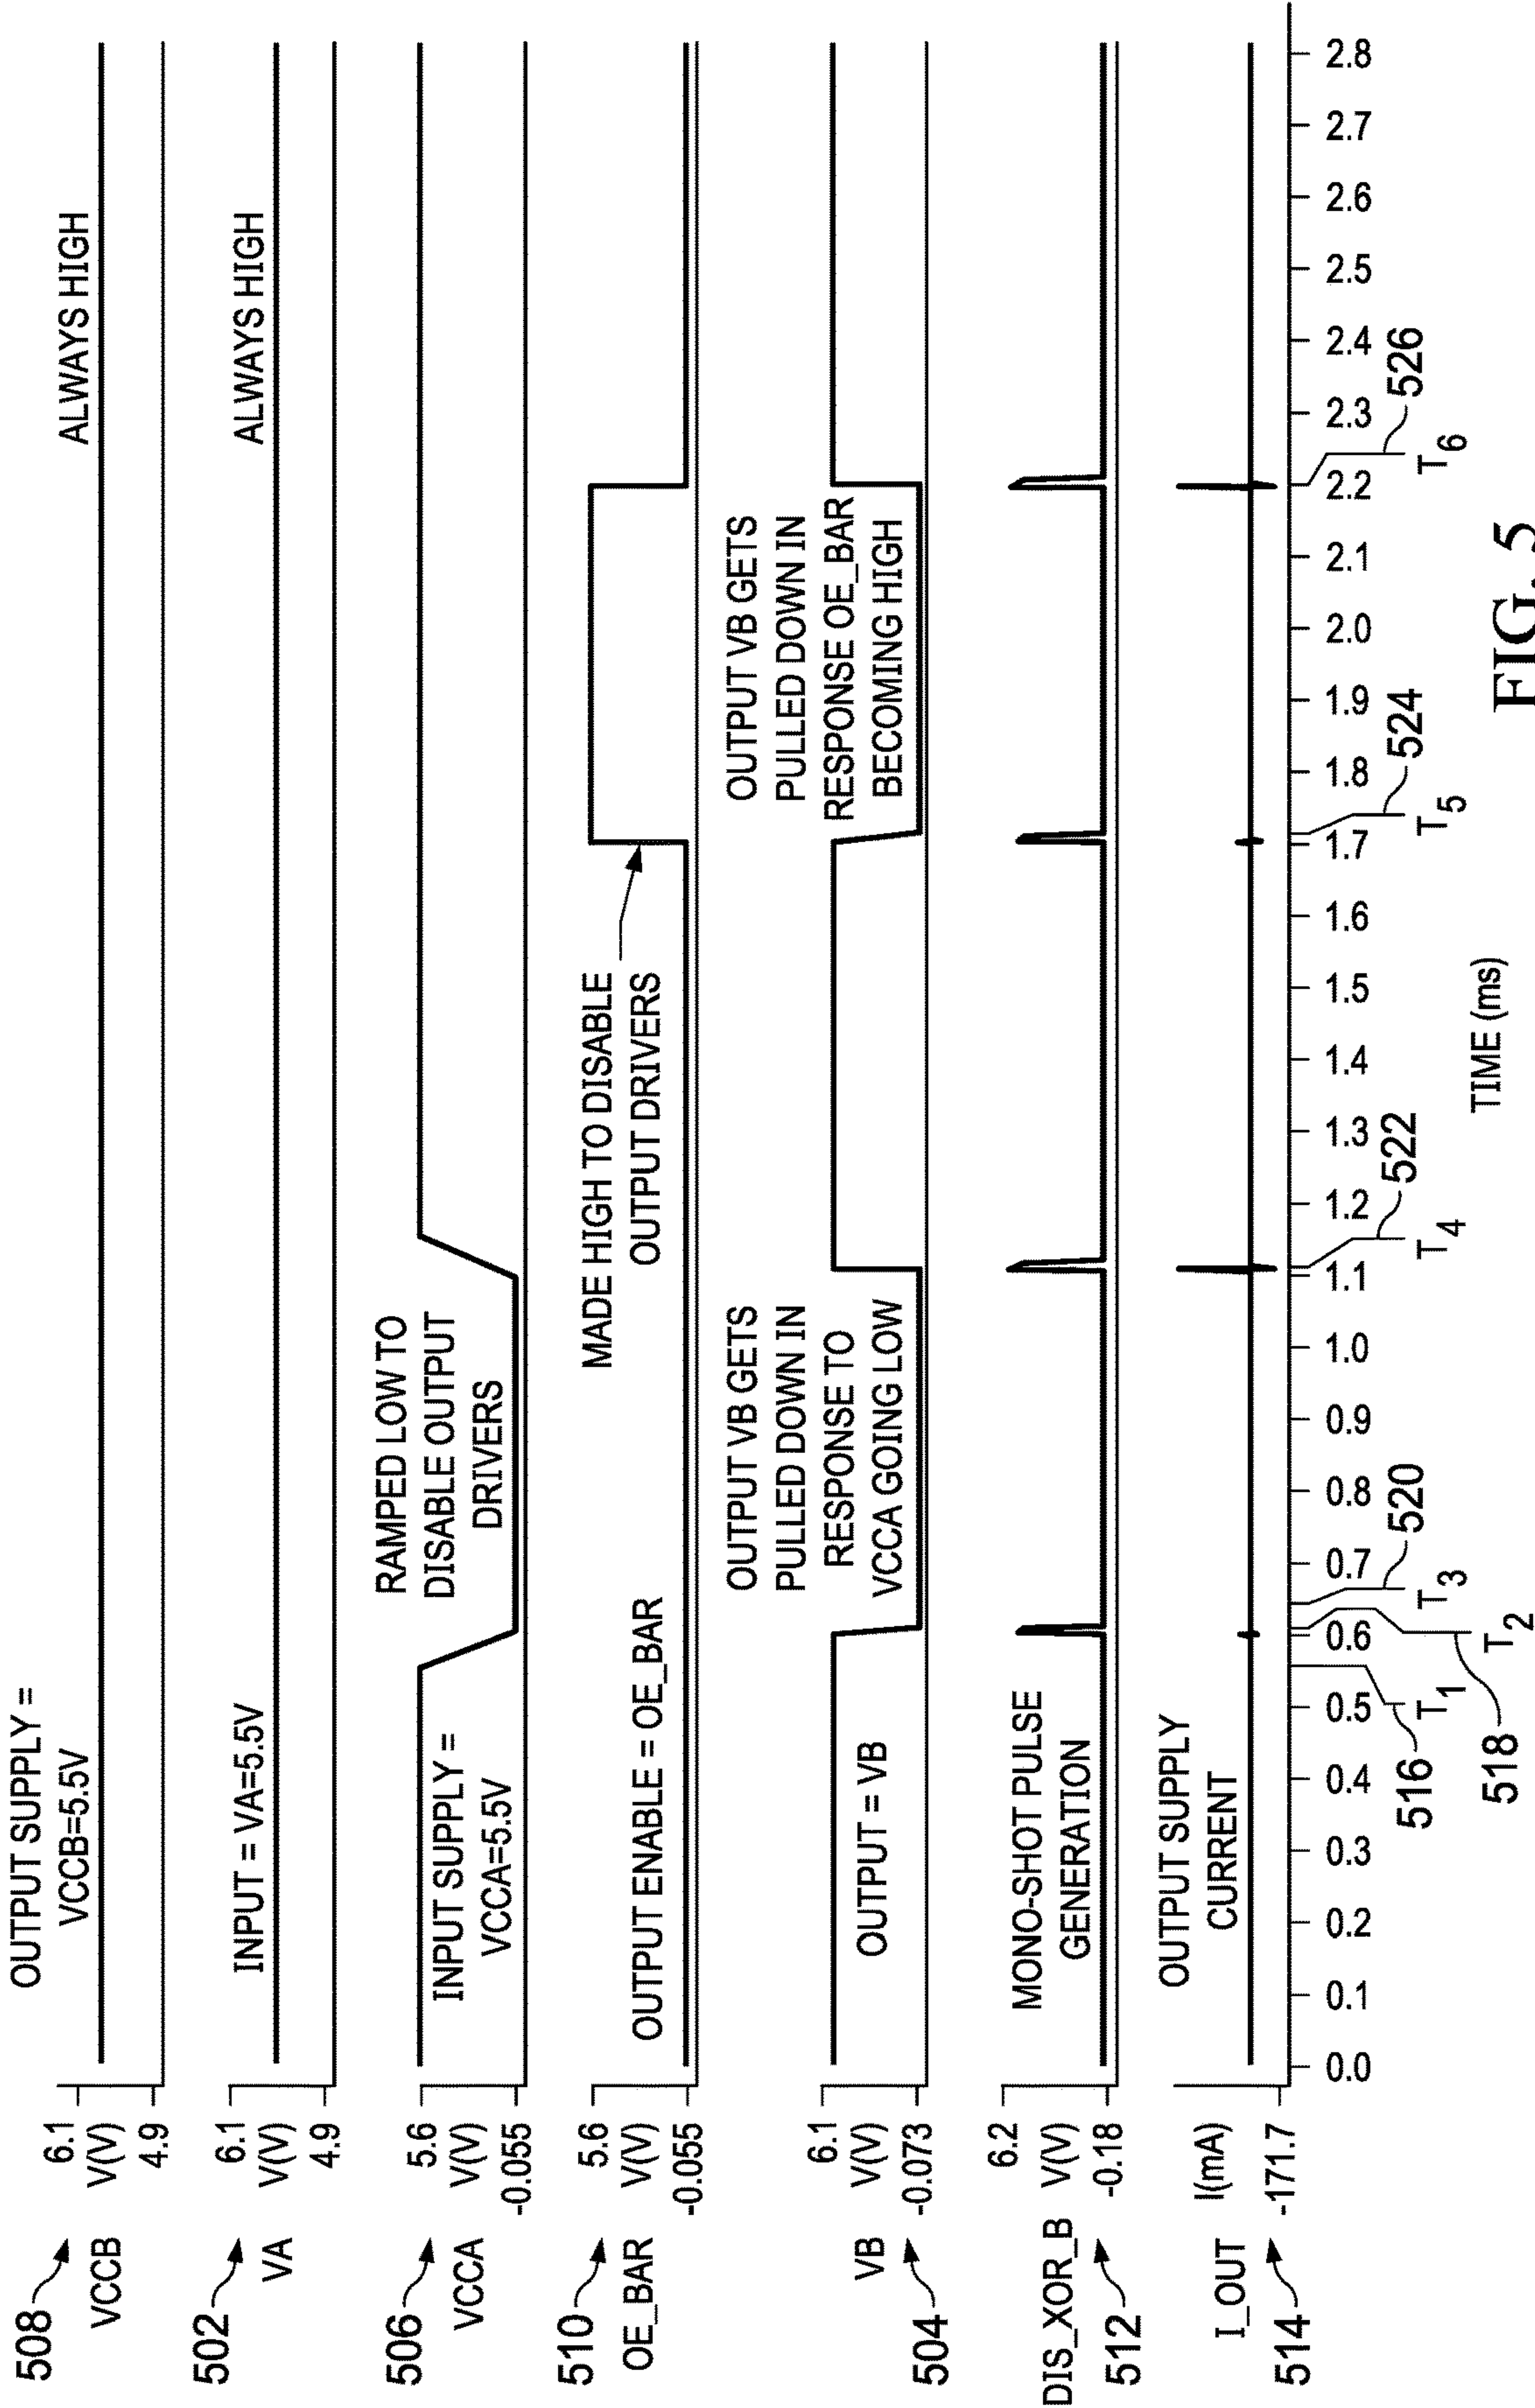 508
VCCB
6.1
V(V)
4.9
OUTPUT SUPPLY =
VCCB=5.5V
ALWAYS HIGH
502
VA
6.1
V(V)
4.9
INPUT = VA=5.5V
ALWAYS HIGH
506
VCCA
5.6
V(V)
-0.055
INPUT SUPPLY =
VCCA=5.5V
RAMPED LOW TO
DISABLE OUTPUT
DRIVERS
510
OE_BAR
5.6
V(V)
-0.055
OUTPUT ENABLE = OE_BAR
MADE HIGH TO DISABLE
OUTPUT DRIVERS
504
VB
6.1
V(V)
-0.073
OUTPUT = VB
OUTPUT VB GETS
PULLED DOWN IN
RESPONSE TO
VCCA GOING LOW
OUTPUT VB GETS
PULLED DOWN IN
RESPONSE OE_BAR
BECOMING HIGH
DIS_XOR_B
512
6.2
V(V)
-0.18
MONO-SHOT PULSE
GENERATION
I_OUT
514
I(mA)
-171.7
OUTPUT SUPPLY
CURRENT
0.0 0.1 0.2 0.3 0.4 0.5 0.6 0.7 0.8 0.9 1.0 1.1 1.2 1.3 1.4 1.5 1.6 1.7 1.8 1.9 2.0 2.1 2.2 2.3 2.4 2.5 2.6 2.7 2.8
516 520 522 524 526
T1 T3 T4 T5 T6
518
T2
TIME (ms)
FIG. 5